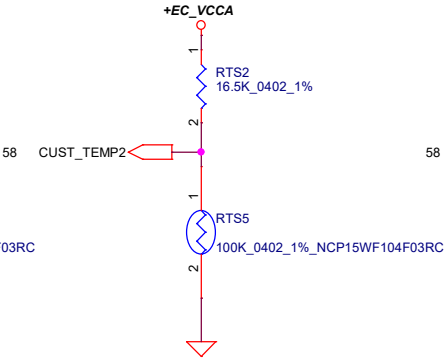 +EC_VCCA
1
RTS2
16.5K_0402_1%
2
58 CUST_TEMP2 58
1
RTS5
F03RC 100K_0402_1%_NCP15WF104F03RC
2